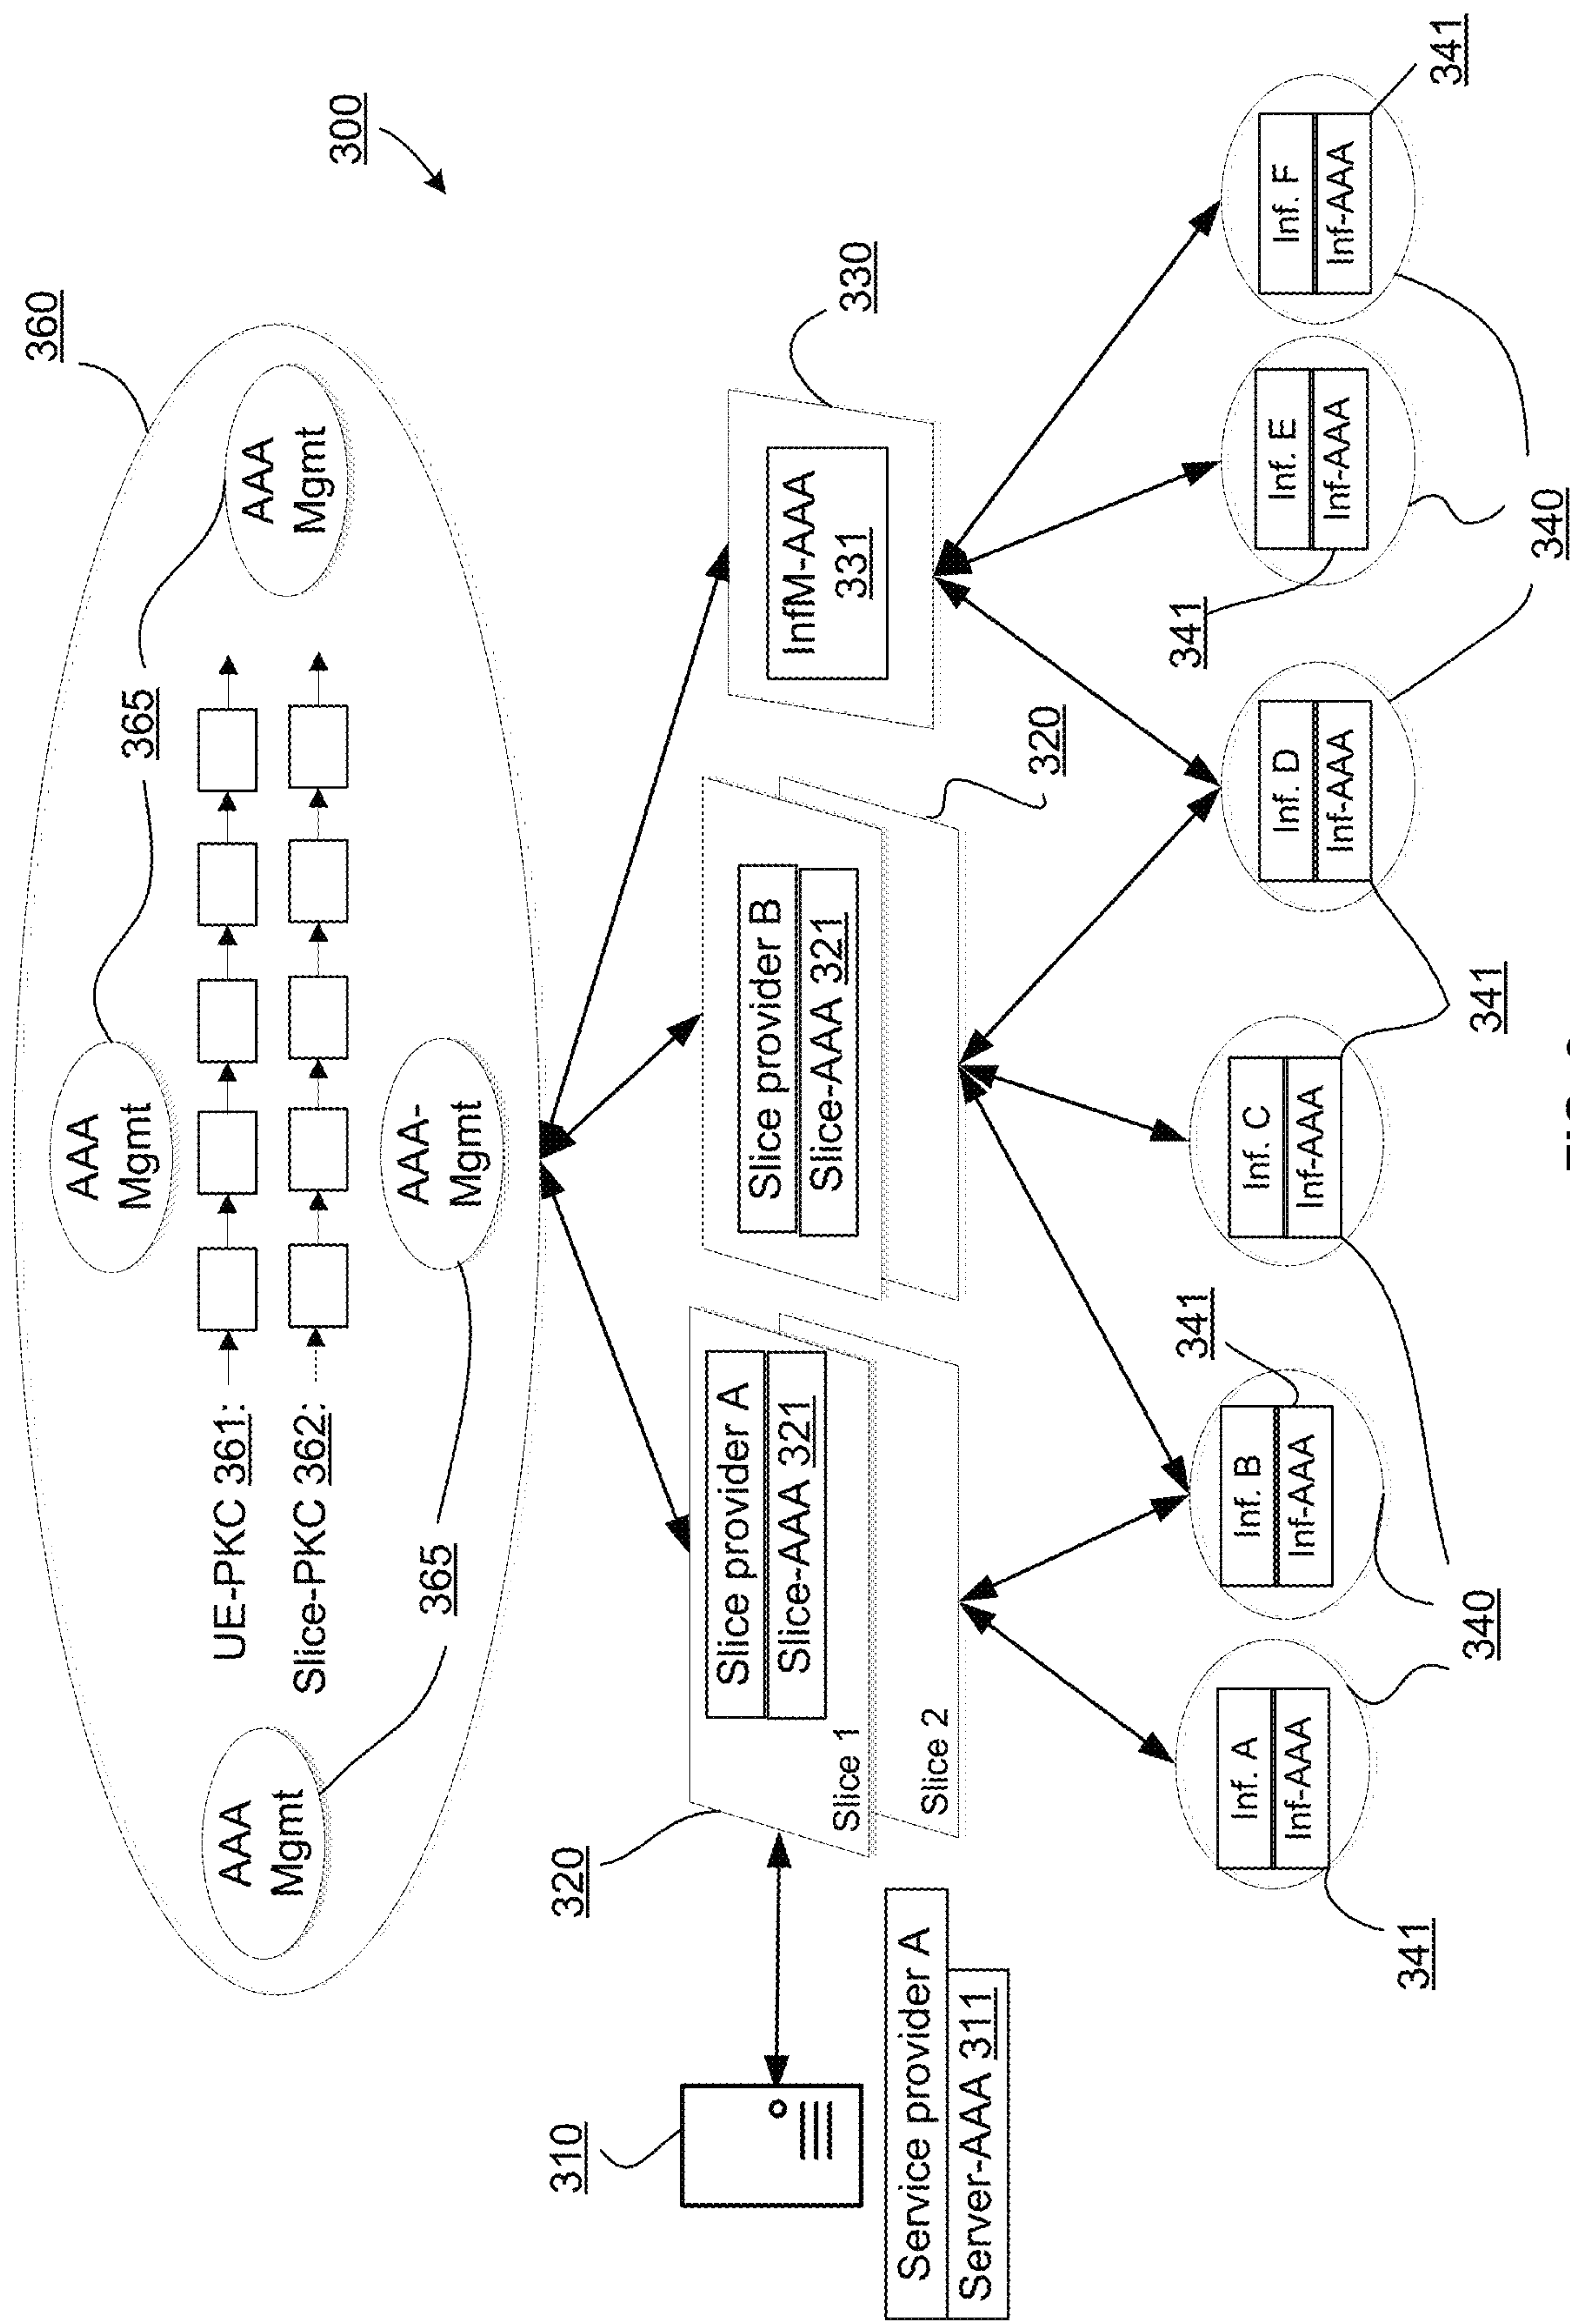 300
360
AAA
Mgmt
AAA
Mgmt
AAA-
Mgmt
AAA
Mgmt
365
365
UE-PKC 361:
Slice-PKC 362:
310
Service provider A
Server-AAA 311
320
Slice provider A
Slice-AAA 321
Slice 1
Slice 2
Slice provider B
Slice-AAA 321
320
InfM-AAA
331
330
Inf. A
Inf-AAA
341
Inf. B
Inf-AAA
341
340
Inf. C
Inf-AAA
341
Inf. D
Inf-AAA
Inf. E
Inf-AAA
341
340
Inf. F
Inf-AAA
341